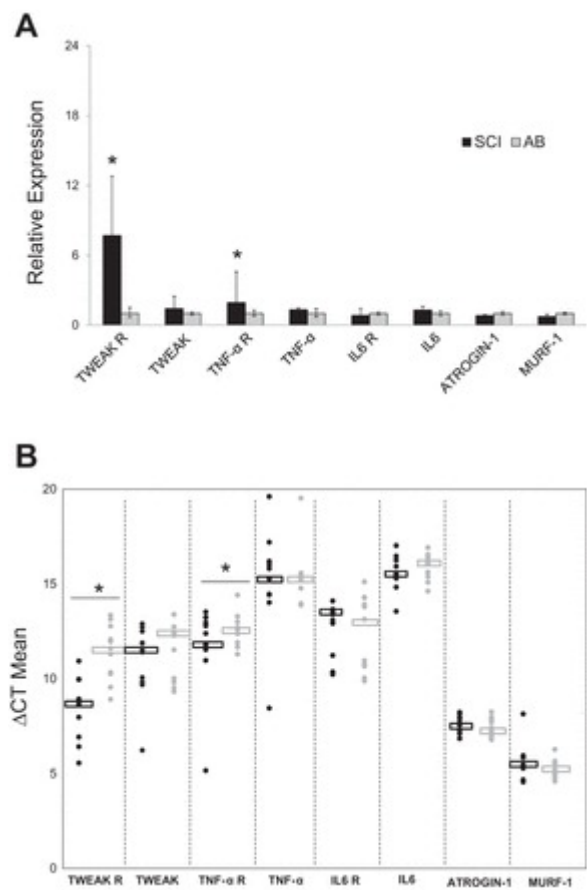 A
24
18
12
6
0
Relative Expression
SCI AB
*
*
TWEAK R
TWEAK
TNF-α R
TNF-α
IL6 R
IL6
ATROGIN-1
MURF-1
B
20
15
10
5
0
ΔCT Mean
*
*
TWEAK R TWEAK TNF-α R TNF-α IL6 R IL6 ATROGIN-1 MURF-1